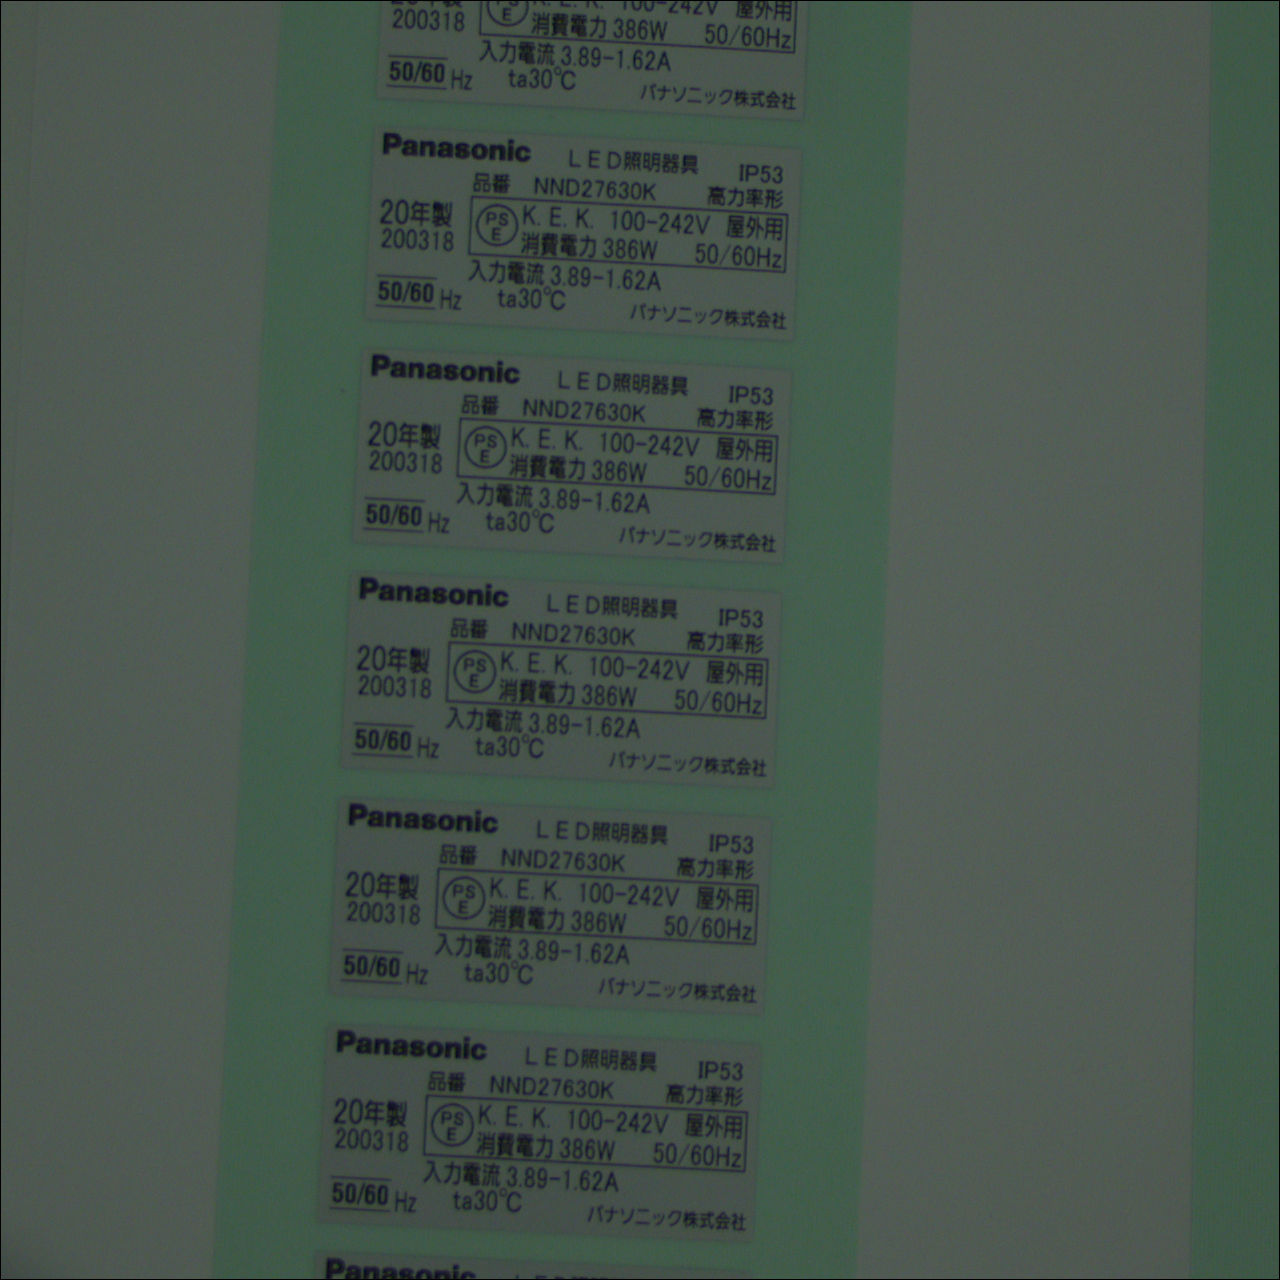 200318 消費電力 386W 50/60Hz
入力電流 3.89-1.62A
50/60 Hz ta30℃
パナソニック株式会社
Panasonic LED照明器具 IP53
品番 NND27630K 高力率形
20年製 PS E K.E.K. 100-242V 屋外用
200318 消費電力 386W 50/60Hz
入力電流 3.89-1.62A
50/60 Hz ta30℃
パナソニック株式会社
Panasonic LED照明器具 IP53
品番 NND27630K 高力率形
20年製 PS E K.E.K. 100-242V 屋外用
200318 消費電力 386W 50/60Hz
入力電流 3.89-1.62A
50/60 Hz ta30℃
パナソニック株式会社
Panasonic LED照明器具 IP53
品番 NND27630K 高力率形
20年製 PS E K.E.K. 100-242V 屋外用
200318 消費電力 386W 50/60Hz
入力電流 3.89-1.62A
50/60 Hz ta30℃
パナソニック株式会社
Panasonic LED照明器具 IP53
品番 NND27630K 高力率形
20年製 PS E K.E.K. 100-242V 屋外用
200318 消費電力 386W 50/60Hz
入力電流 3.89-1.62A
50/60 Hz ta30℃
パナソニック株式会社
Panasonic LED照明器具 IP53
品番 NND27630K 高力率形
20年製 PS E K.E.K. 100-242V 屋外用
200318 消費電力 386W 50/60Hz
入力電流 3.89-1.62A
50/60 Hz ta30℃
パナソニック株式会社
Panasonic